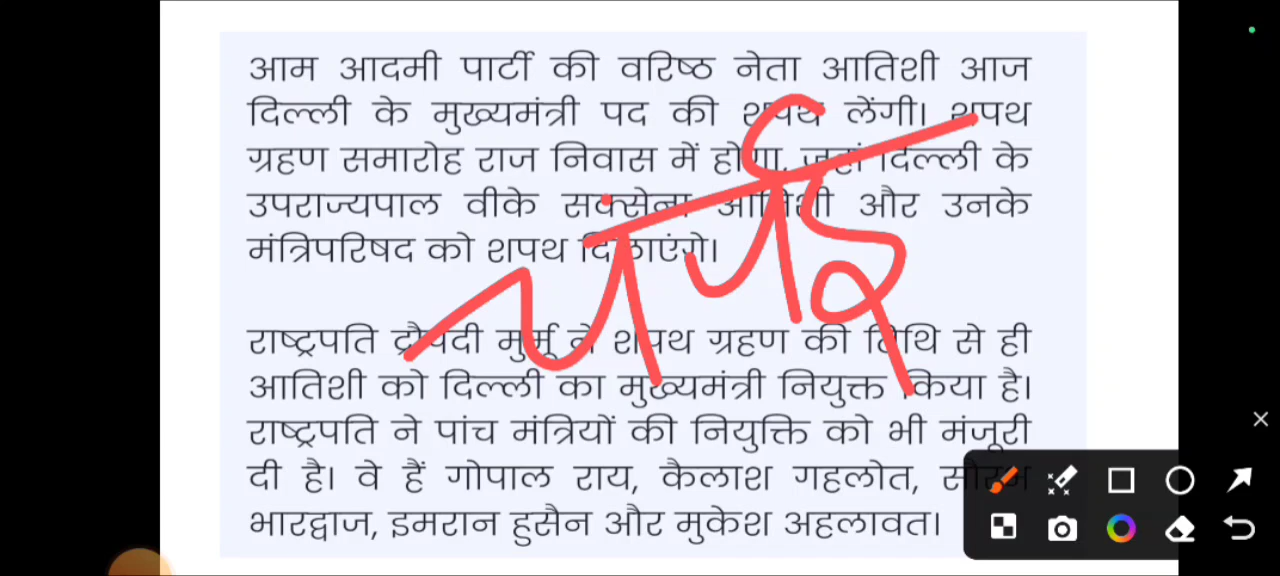 आम आदमी पार्टी की वरिष्ठ नेता आतिशी आज
दिल्ली के मुख्यमंत्री पद की शपथ लेंगी। शपथ
ग्रहण समारोह राज निवास में होगा, जहां दिल्ली के
उपराज्यपाल वीके सक्सेना आतिशी और उनके
मंत्रिपरिषद को शपथ दिलाएंगे।
राष्ट्रपति द्रौपदी मुर्मू ने शपथ ग्रहण की तिथि से ही
आतिशी को दिल्ली का मुख्यमंत्री नियुक्त किया है।
राष्ट्रपति ने पांच मंत्रियों की नियुक्ति को भी मंजूरी
दी है। वे हैं गोपाल राय, कैलाश गहलोत, सौरभ
भारद्वाज, इमरान हुसैन और मुकेश अहलावत।